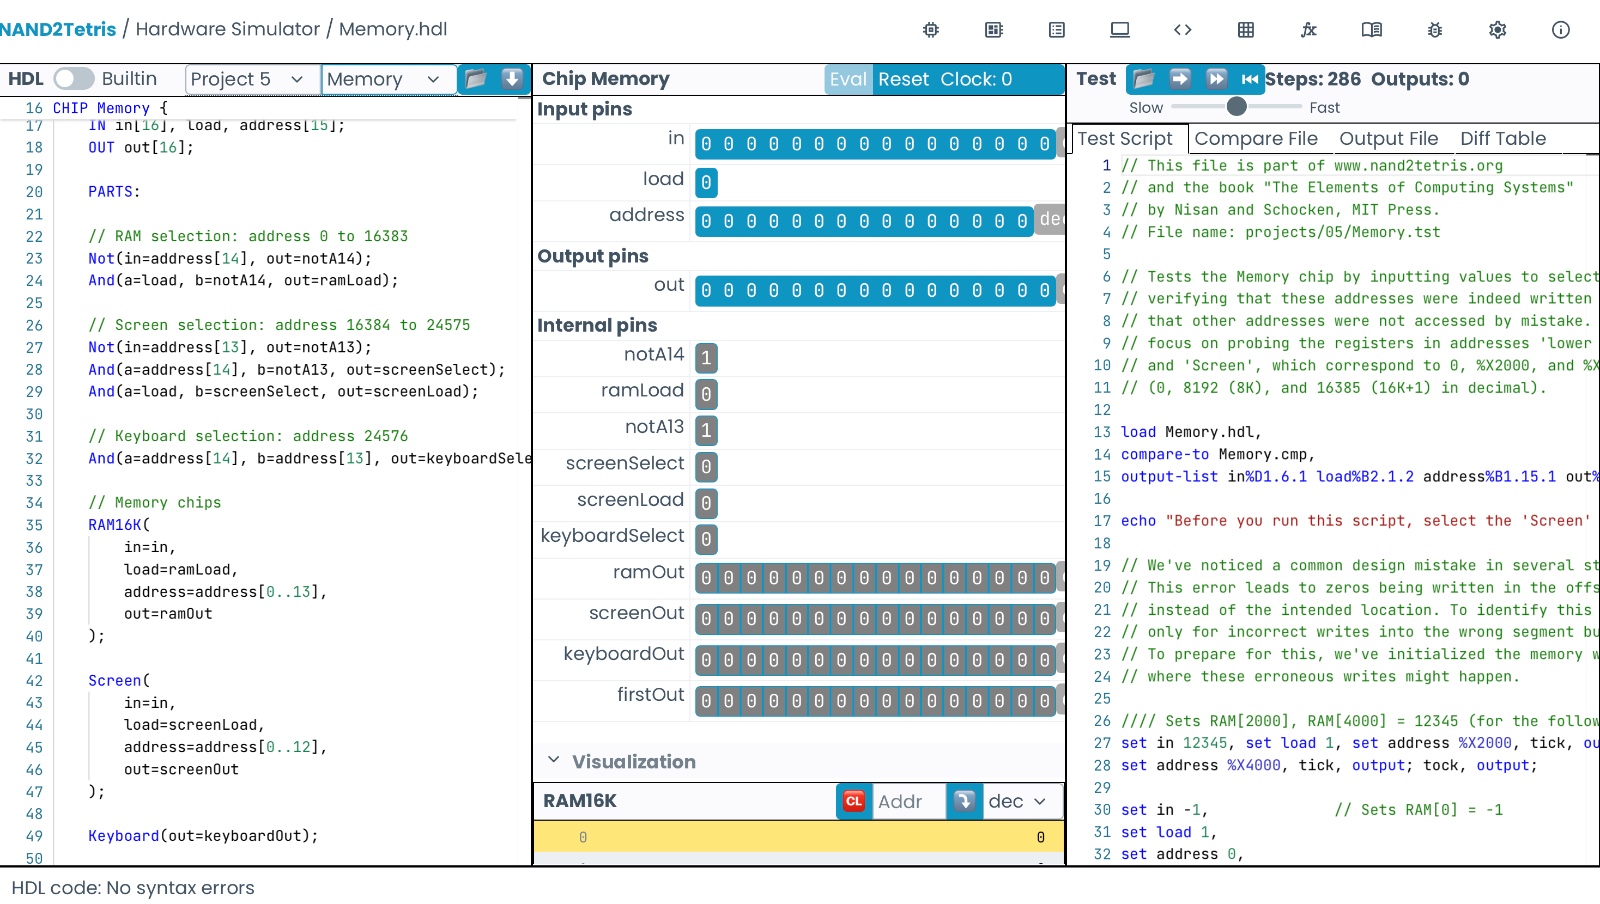 NAND2Tetris / Hardware Simulator / Memory.hdl
HDL Builtin Project 5 Memory
16 CHIP Memory {
17 IN in[16], load, address[15];
18 OUT out[16];
19
20 PARTS:
21
22 // RAM selection: address 0 to 16383
23 Not(in=address[14], out=notA14);
24 And(a=load, b=notA14, out=ramLoad);
25
26 // Screen selection: address 16384 to 24575
27 Not(in=address[13], out=notA13);
28 And(a=address[14], b=notA13, out=screenSelect);
29 And(a=load, b=screenSelect, out=screenLoad);
30
31 // Keyboard selection: address 24576
32 And(a=address[14], b=address[13], out=keyboardSele
33
34 // Memory chips
35 RAM16K(
36 in=in,
37 load=ramLoad,
38 address=address[0..13],
39 out=ramOut
40 );
41
42 Screen(
43 in=in,
44 load=screenLoad,
45 address=address[0..12],
46 out=screenOut
47 );
48
49 Keyboard(out=keyboardOut);
50
Chip Memory Eval Reset Clock: 0
Input pins
in 0 0 0 0 0 0 0 0 0 0 0 0 0 0 0 0
load 0
address 0 0 0 0 0 0 0 0 0 0 0 0 0 0 0 dec
Output pins
out 0 0 0 0 0 0 0 0 0 0 0 0 0 0 0 0
Internal pins
notA14 1
ramLoad 0
notA13 1
screenSelect 0
screenLoad 0
keyboardSelect 0
ramOut 0 0 0 0 0 0 0 0 0 0 0 0 0 0 0 0
screenOut 0 0 0 0 0 0 0 0 0 0 0 0 0 0 0 0
keyboardOut 0 0 0 0 0 0 0 0 0 0 0 0 0 0 0 0
firstOut 0 0 0 0 0 0 0 0 0 0 0 0 0 0 0 0
Visualization
RAM16K CL Addr dec
0 0
Test Steps: 286 Outputs: 0
Slow Fast
Test Script Compare File Output File Diff Table
1 // This file is part of www.nand2tetris.org
2 // and the book "The Elements of Computing Systems"
3 // by Nisan and Schocken, MIT Press.
4 // File name: projects/05/Memory.tst
5
6 // Tests the Memory chip by inputting values to select
7 // verifying that these addresses were indeed written
8 // that other addresses were not accessed by mistake.
9 // focus on probing the registers in addresses 'lower
10 // and 'Screen', which correspond to 0, %X2000, and %X
11 // (0, 8192 (8K), and 16385 (16K+1) in decimal).
12
13 load Memory.hdl,
14 compare-to Memory.cmp,
15 output-list in%D1.6.1 load%B2.1.2 address%B1.15.1 out%
16
17 echo "Before you run this script, select the 'Screen'
18
19 // We've noticed a common design mistake in several st
20 // This error leads to zeros being written in the offs
21 // instead of the intended location. To identify this
22 // only for incorrect writes into the wrong segment bu
23 // To prepare for this, we've initialized the memory w
24 // where these erroneous writes might happen.
25
26 //// Sets RAM[2000], RAM[4000] = 12345 (for the follow
27 set in 12345, set load 1, set address %X2000, tick, ou
28 set address %X4000, tick, output; tock, output;
29
30 set in -1, // Sets RAM[0] = -1
31 set load 1,
32 set address 0,
HDL code: No syntax errors